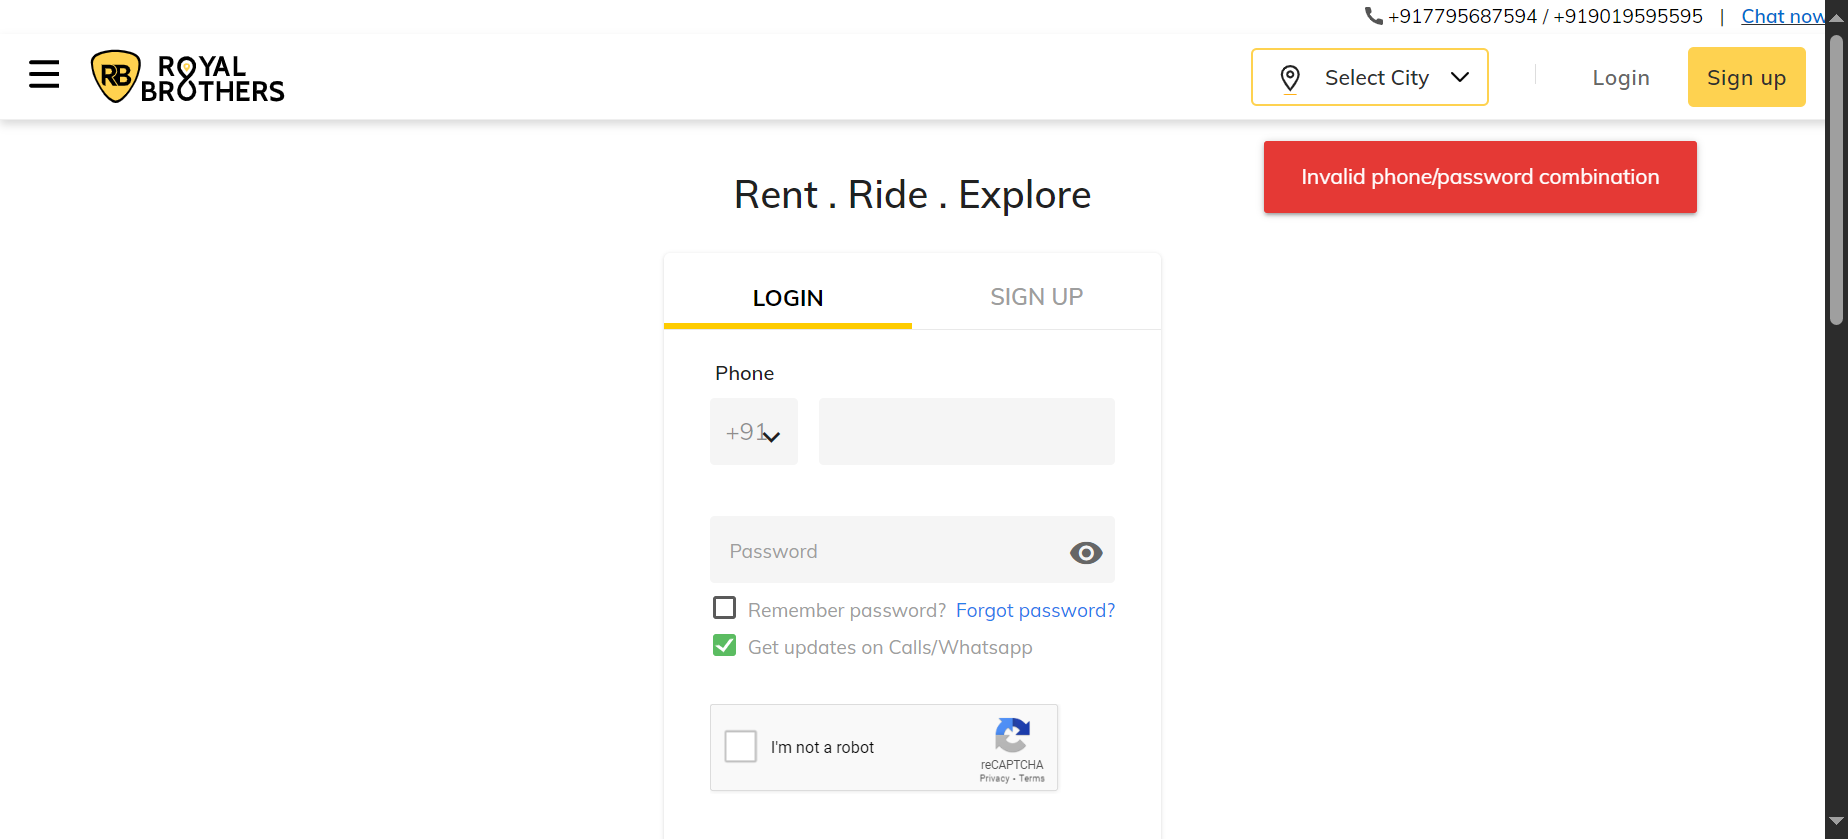 +917795687594 / +919019595595 | Chat now
RB ROYAL BROTHERS
Select City
Login
Sign up
Invalid phone/password combination
Rent . Ride . Explore
LOGIN
SIGN UP
Phone
+91
Password
Remember password? Forgot password?
Get updates on Calls/Whatsapp
I'm not a robot
reCAPTCHA
Privacy - Terms